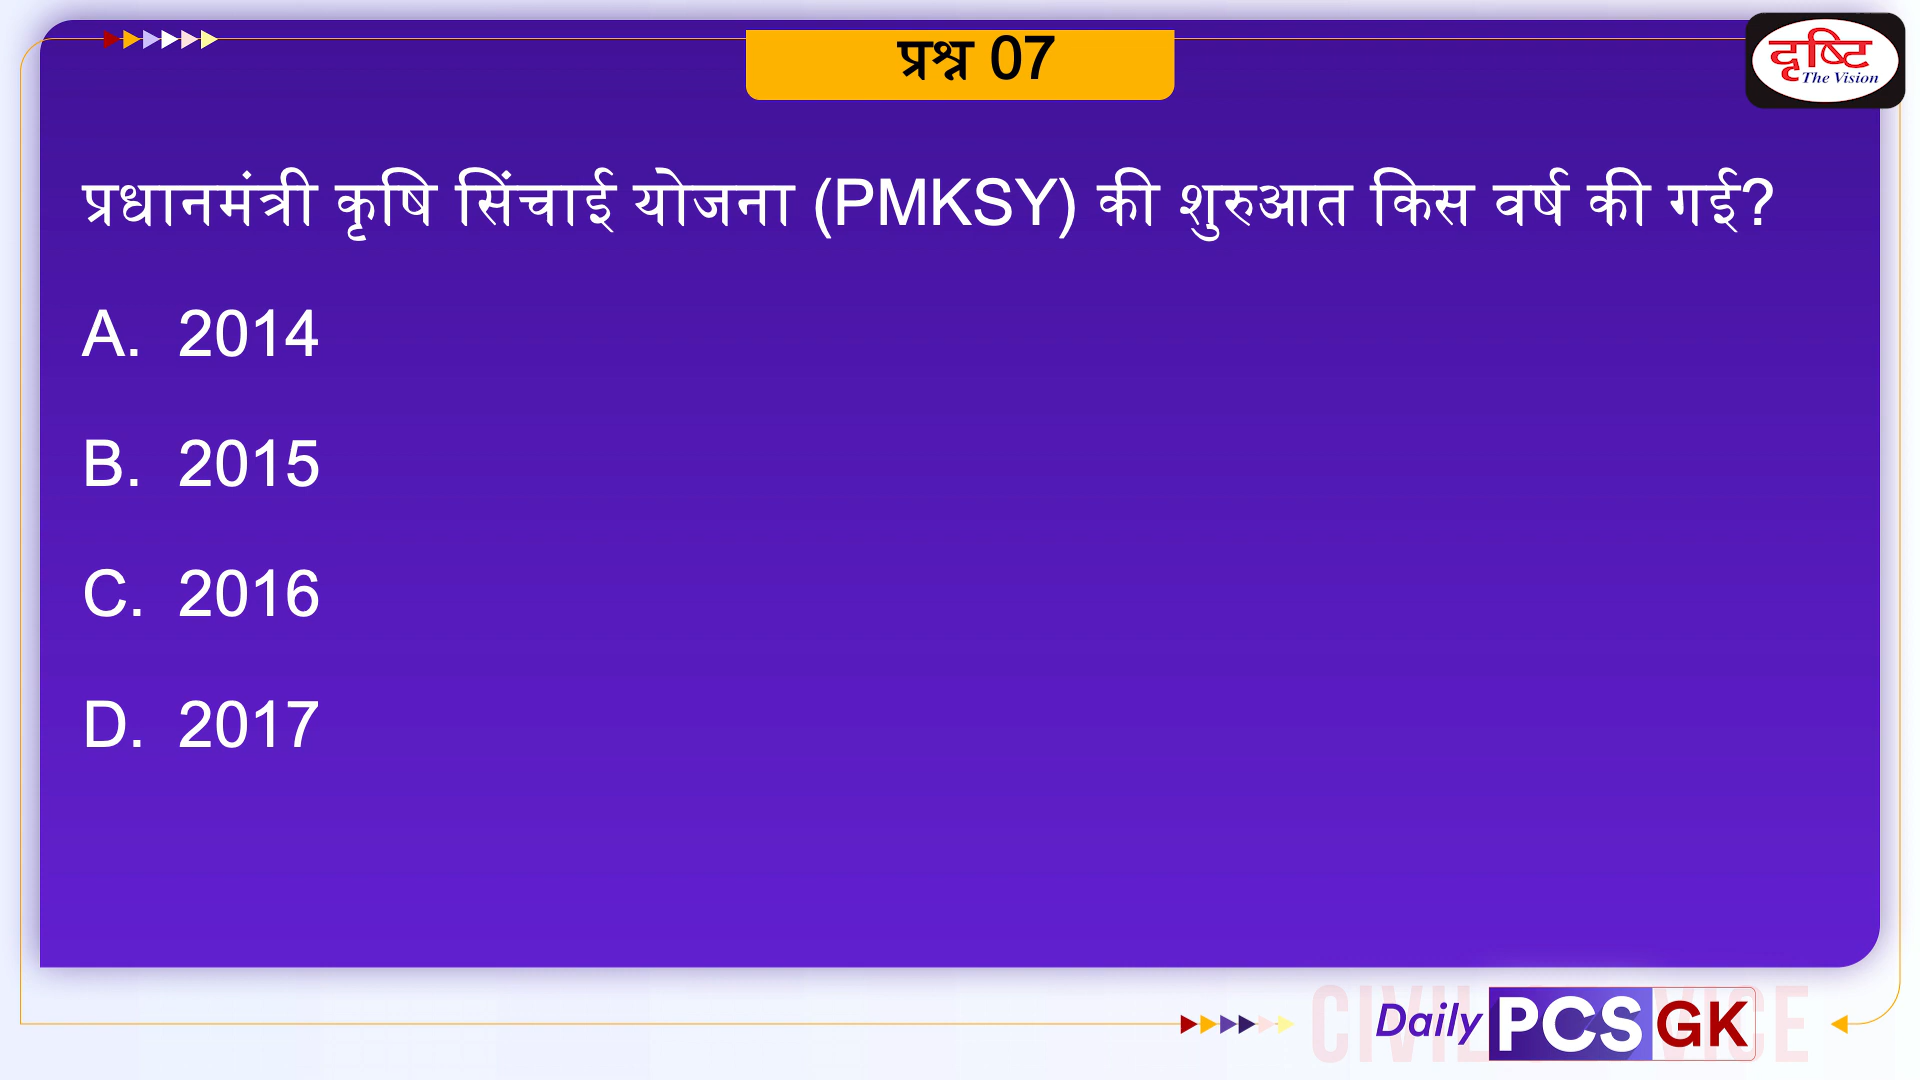 प्रश्न 07
दृष्टि
The Vision
प्रधानमंत्री कृषि सिंचाई योजना (PMKSY) की शुरुआत किस वर्ष की गई?
A. 2014
B. 2015
C. 2016
D. 2017
Daily PCS GK